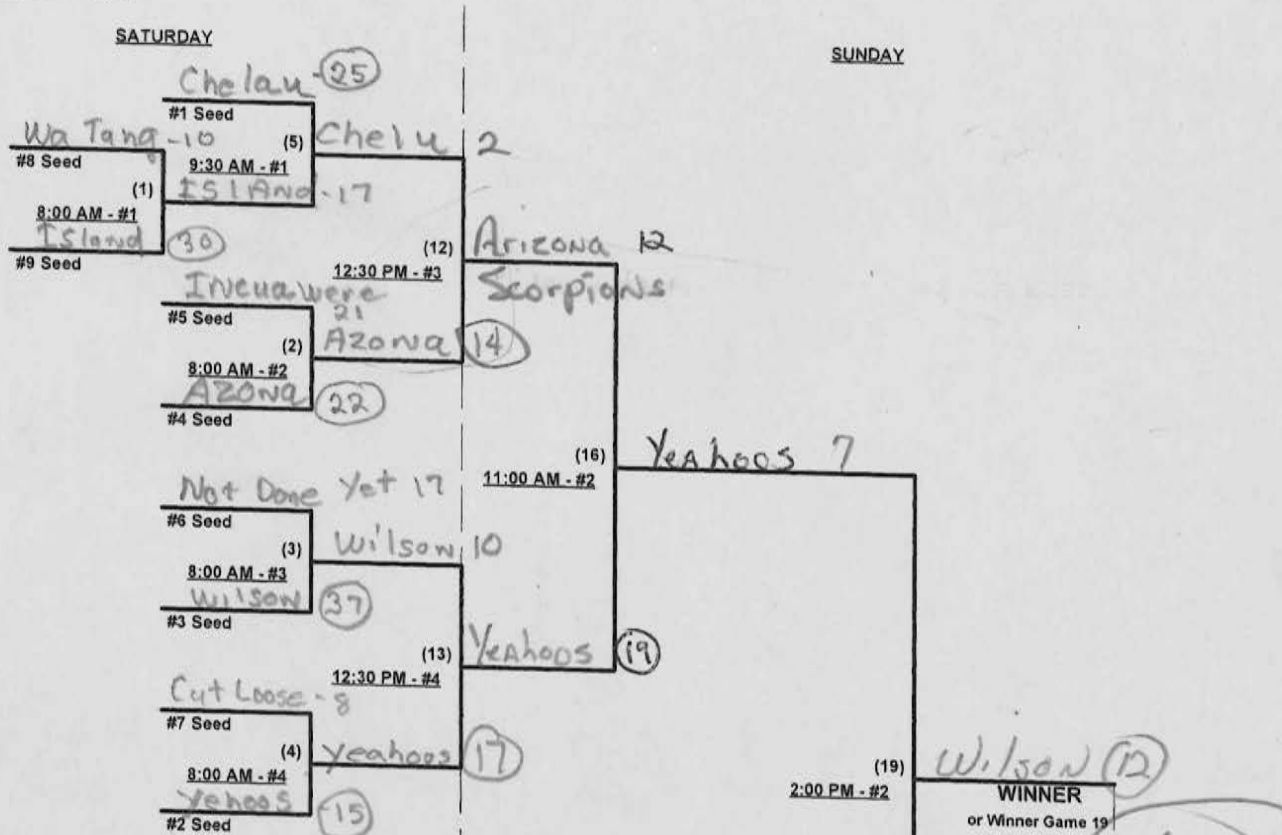 SATURDAY
SUNDAY
Chelau -25
#1 Seed
Wa Tang -10
(5)
Chelu 2
#8 Seed
9:30 AM - #1
(1)
ISlANd -17
8:00 AM - #1
ISland 30
#9 Seed
(12)
Arizona 12
12:30 PM - #3
Scorpions
#5 Seed
21
(2)
Azona 14
8:00 AM - #2
AZONa 22
#4 Seed
(16)
Yeahoos 7
11:00 AM - #2
Not Done Yet 17
#6 Seed
(3)
Wilson 10
8:00 AM - #3
Wilson 37
#3 Seed
(13)
Yeahoos 19
12:30 PM - #4
Cut Loose - 8
#7 Seed
(4)
yeahoos 17
8:00 AM - #4
yehoos -15
#2 Seed
(19)
Wilson 12
2:00 PM - #2
WINNER
or Winner Game 19